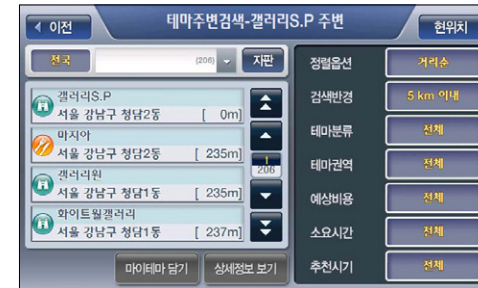 이전
테마주변검색-갤러리S.P 주변
현위치
전국
(206)
자판
갤러리S.P
서울 강남구 청담2동 [ 0m]
마지아
서울 강남구 청담2동 [ 235m]
갤러리원
서울 강남구 청담1동 [ 235m]
화이트월갤러리
서울 강남구 청담1동 [ 237m]
1
206
마이테마 담기
상세정보 보기
정렬옵션 거리순
검색반경 5 km 이내
테마분류 전체
테마권역 전체
예상비용 전체
소요시간 전체
추천시기 전체